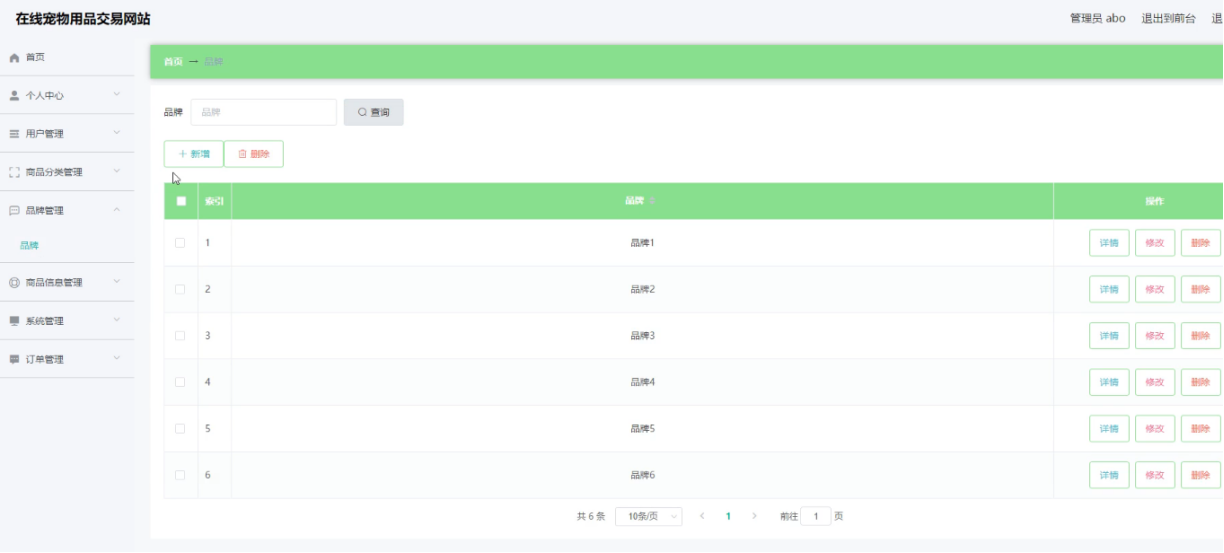 在线宠物用品交易网站
管理员 abo 退出到前台 退
首页
个人中心
用户管理
商品分类管理
品牌管理
品牌
商品信息管理
系统管理
订单管理
首页 → 品牌
品牌 品牌 查询
新增 删除
索引 品牌 操作
1 品牌1 详情 修改 删除
2 品牌2 详情 修改 删除
3 品牌3 详情 修改 删除
4 品牌4 详情 修改 删除
5 品牌5 详情 修改 删除
6 品牌6 详情 修改 删除
共 6 条 10条/页 1 前往 1 页